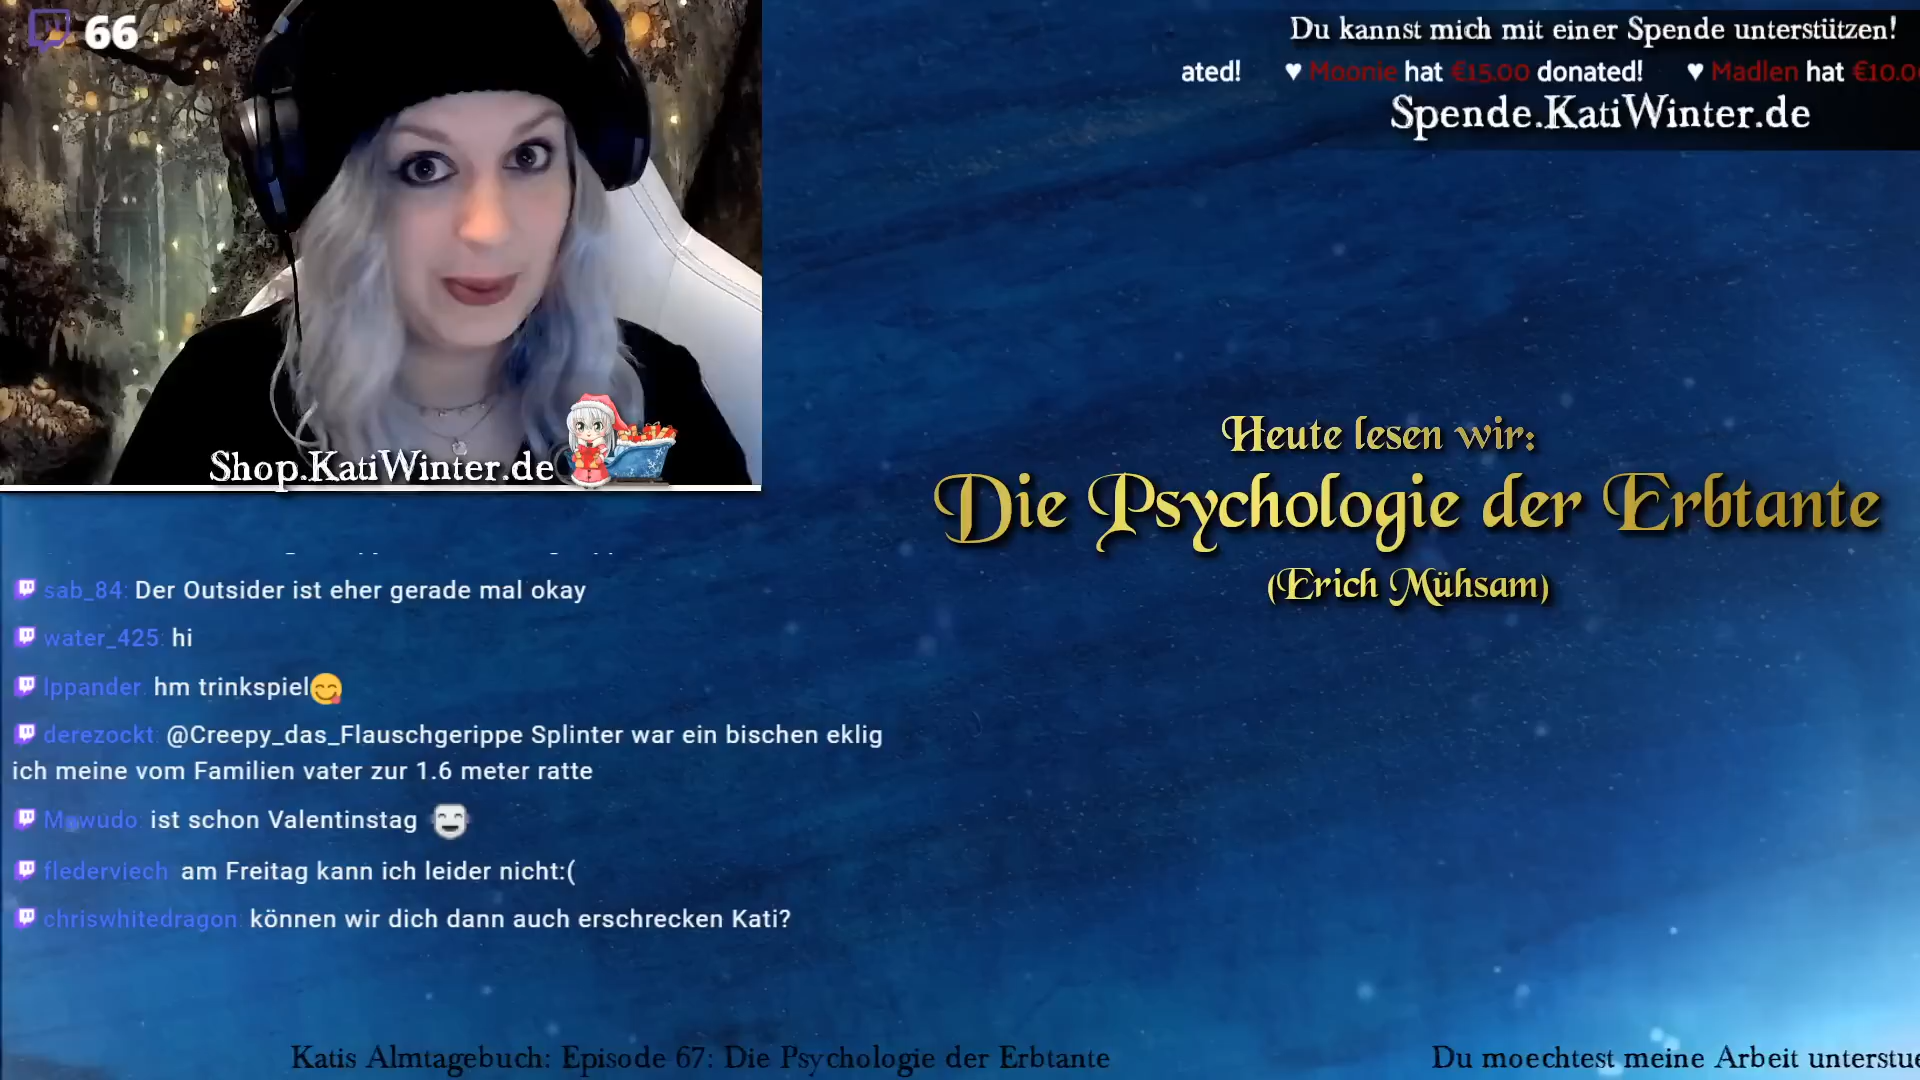 66
Du kannst mich mit einer Spende unterstützen!
ated! ♥ Moonie hat €15.00 donated! ♥ Madlen hat
Spende.KatiWinter.de
Shop.KatiWinter.de
Heute lesen wir:
Die Psychologie der Erbtante
(Erich Mühsam)
sab_84: Der Outsider ist eher gerade mal okay
water_425: hi
lppander: hm trinkspiel😋
derezockt: @Creepy_das_Flauschgerippe Splinter war ein bischen eklig
ich meine vom Familien vater zur 1.6 meter ratte
ist schon Valentinstag
flederviech: am Freitag kann ich leider nicht:(
chriswhitedragon: können wir dich dann auch erschrecken Kati?
Katis Almtagebuch: Episode 67: Die Psychologie der Erbtante
Du moechtest meine Arbeit unterstue